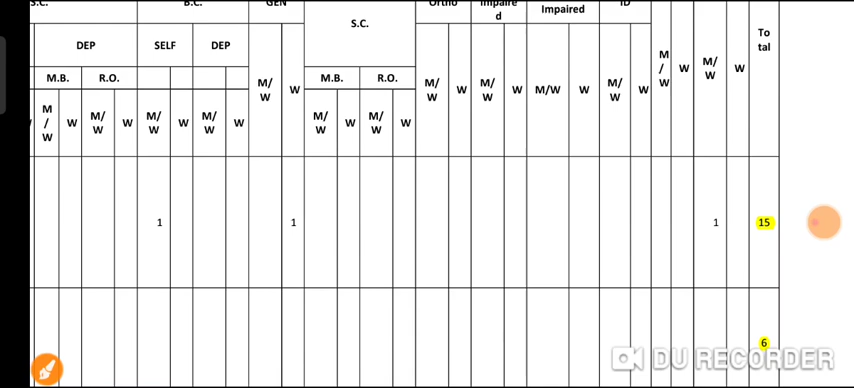 S.C. B.C. GEN Ortho Impaire
d Impaired ID
S.C.
DEP SELF DEP
To
tal
M.B. R.O. M.B. R.O.
M
/
W W M/
W W M/
W W M/
W W M/
W W M/
W W M/
W W M/
W W M/
W W M/W W M/
W W M
/
W W M/
W W
1 1 1 15
6
DU RECORDER